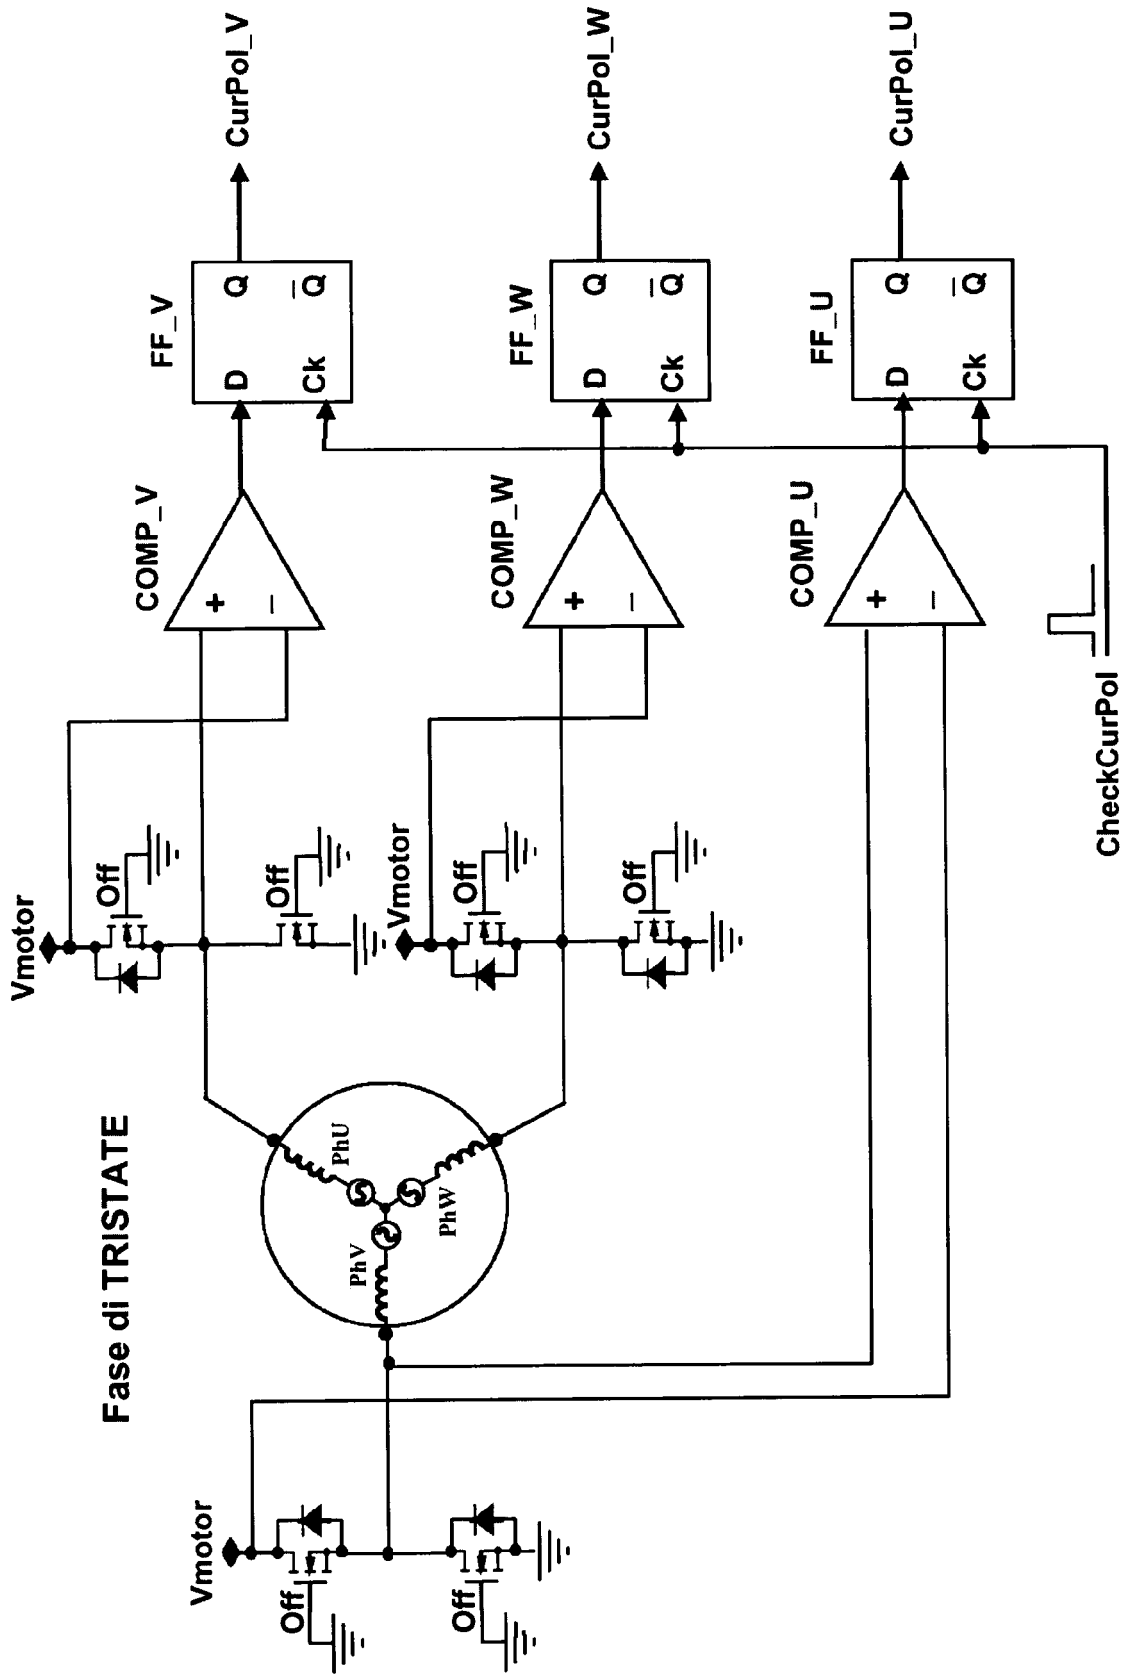 Fase di TRISTATE
Vmotor
Off
Off
COMP_V
+
−
FF_V
D
Q
Ck
Q
CurPol_V
PhU
PhV
PhW
Vmotor
Off
Off
COMP_W
+
−
FF_W
D
Q
Ck
Q
CurPol_W
Vmotor
Off
Off
COMP_U
+
−
FF_U
D
Q
Ck
Q
CurPol_U
CheckCurPol